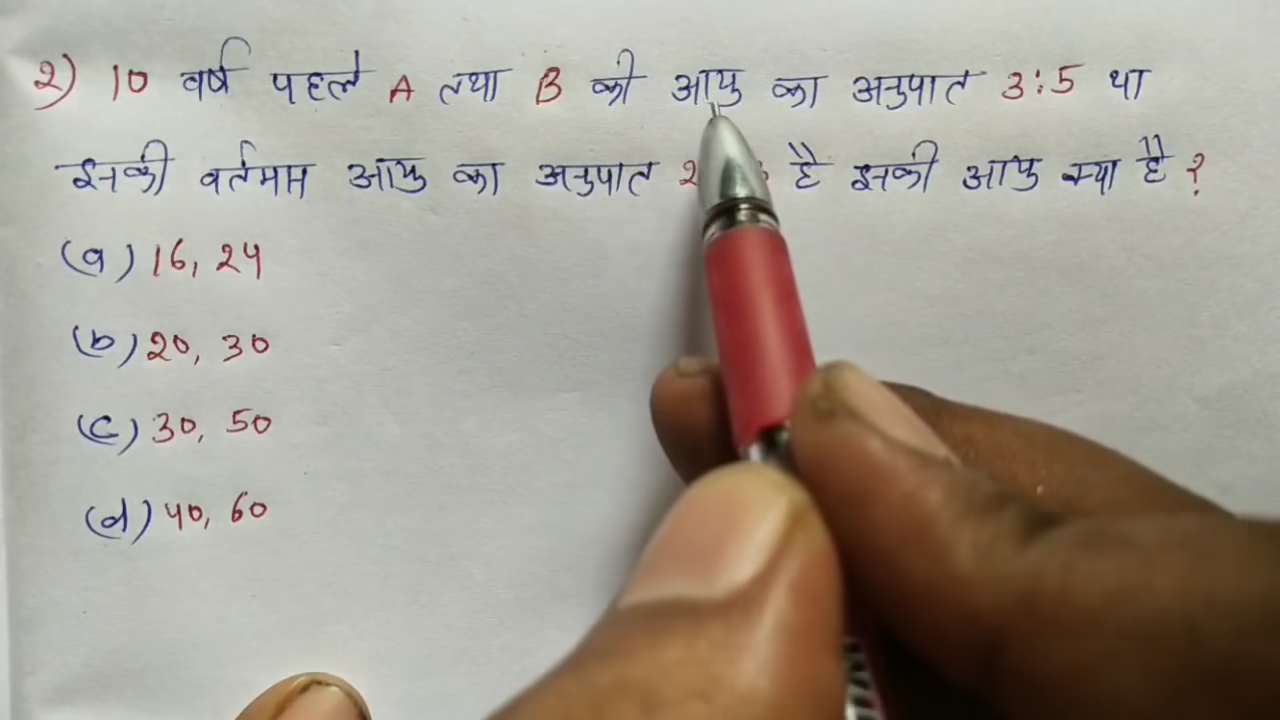 2) 10 वर्ष पहले A तथा B की आयु का अनुपात 3:5 था
इनकी वर्तमान आयु का अनुपात 2 है इनकी आयु क्या है ?
(a) 16, 24
(b) 20, 30
(c) 30, 50
(d) 40, 60